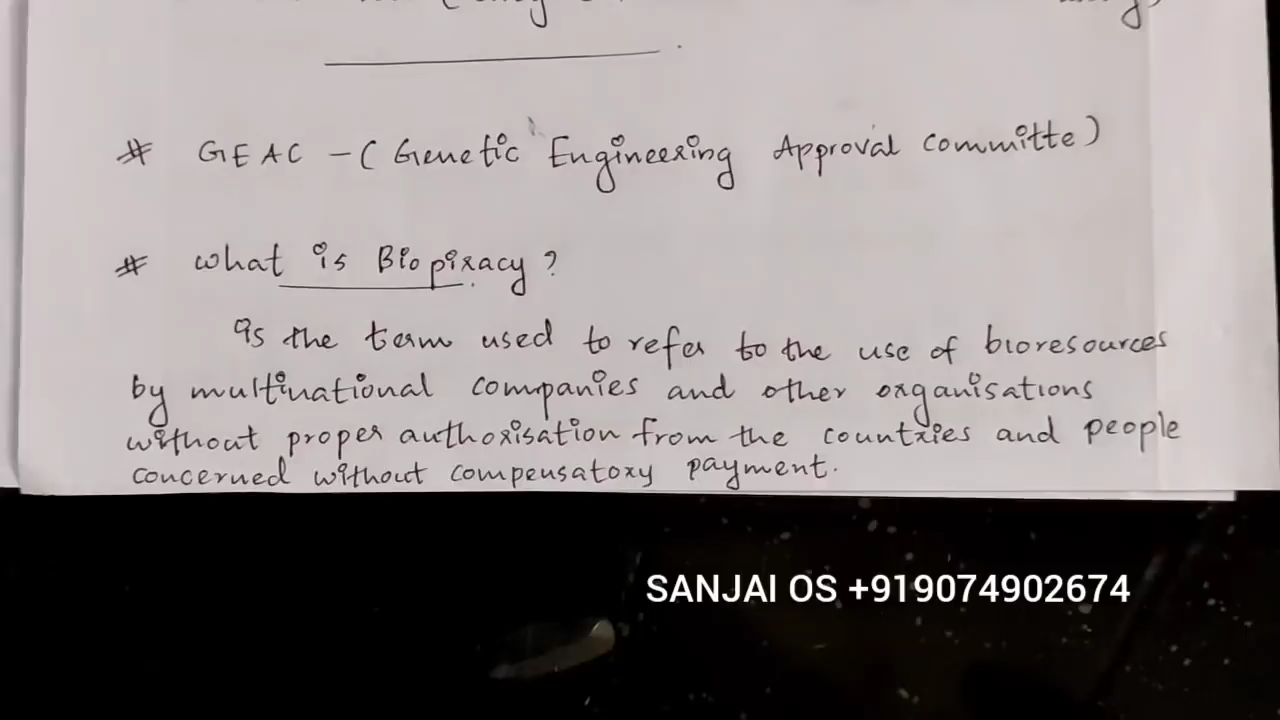 # GEAC - (Genetic Engineering Approval committe)
# what is Biopiracy?
is the term used to refer to the use of bioresources
by multinational companies and other organisations
without proper authorisation from the countries and people
concerned without compensatory payment.
SANJAI OS +919074902674